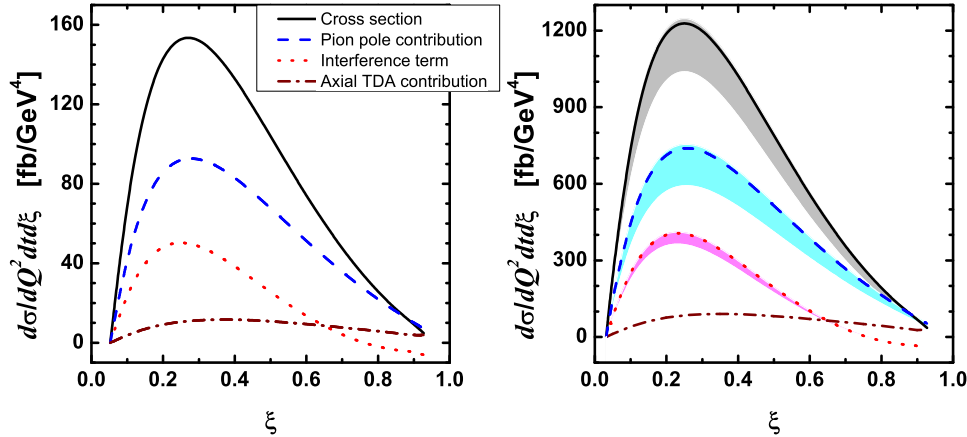 160
120
80
40
0
0.0 0.2 0.4 0.6 0.8 1.0
ξ
dσ/dQ²dtdξ [fb/GeV⁴]
Cross section
Pion pole contribution
Interference term
Axial TDA contribution
1200
900
600
300
0
0.0 0.2 0.4 0.6 0.8 1.0
ξ
dσ/dQ²dtdξ [fb/GeV⁴]